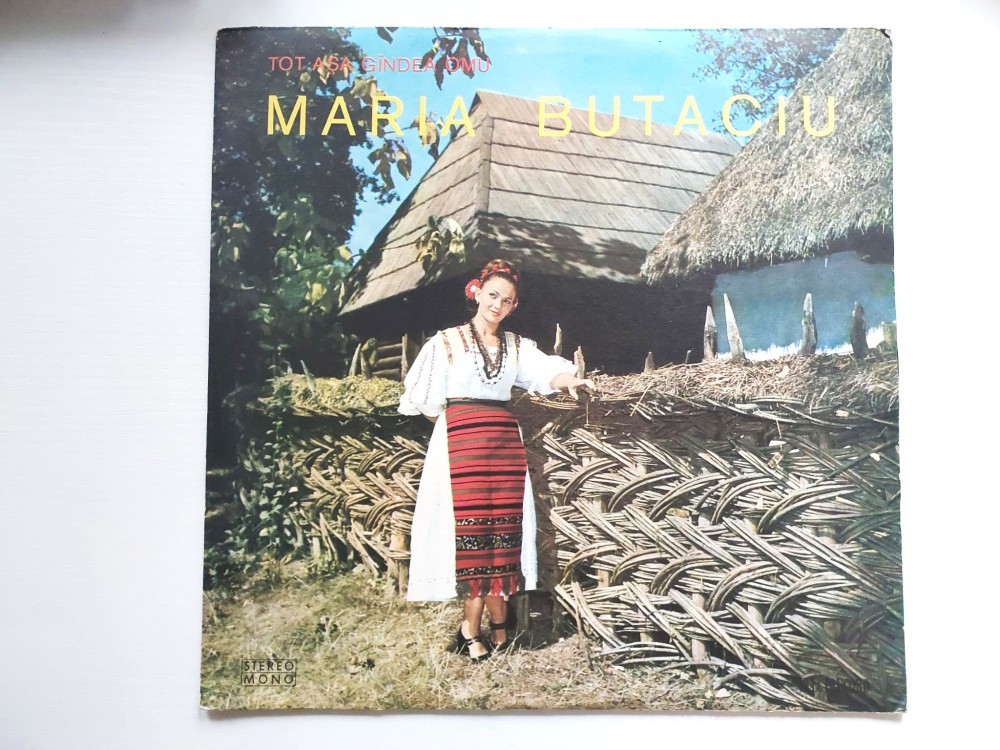 TOT AȘA GÎNDEA OMU
MARIA BUTACIU
STEREO
MONO